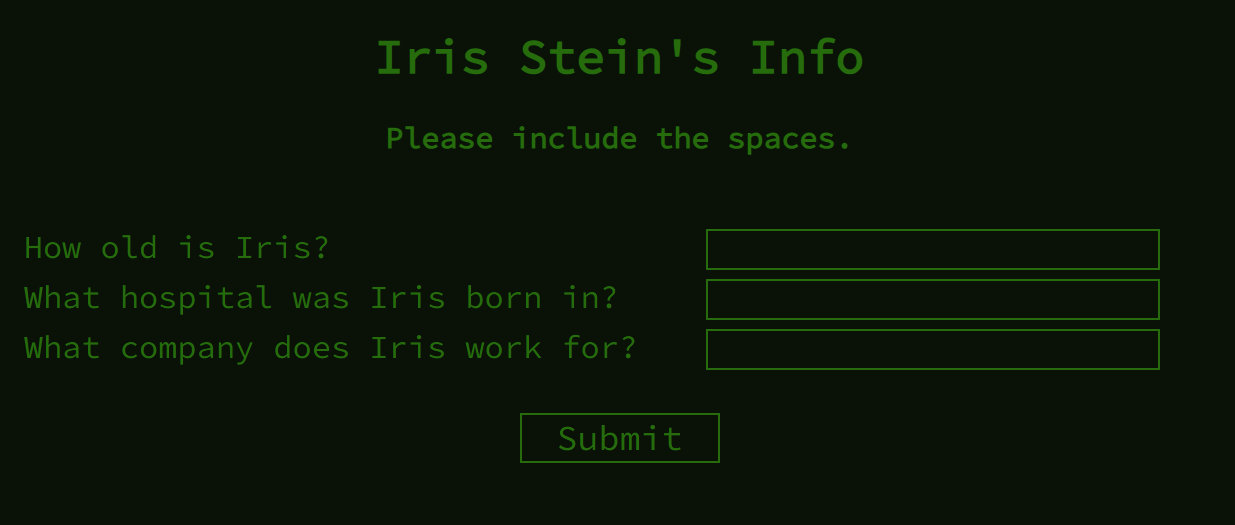 Iris Stein's Info
Please include the spaces.
How old is Iris?
What hospital was Iris born in?
What company does Iris work for?
Submit